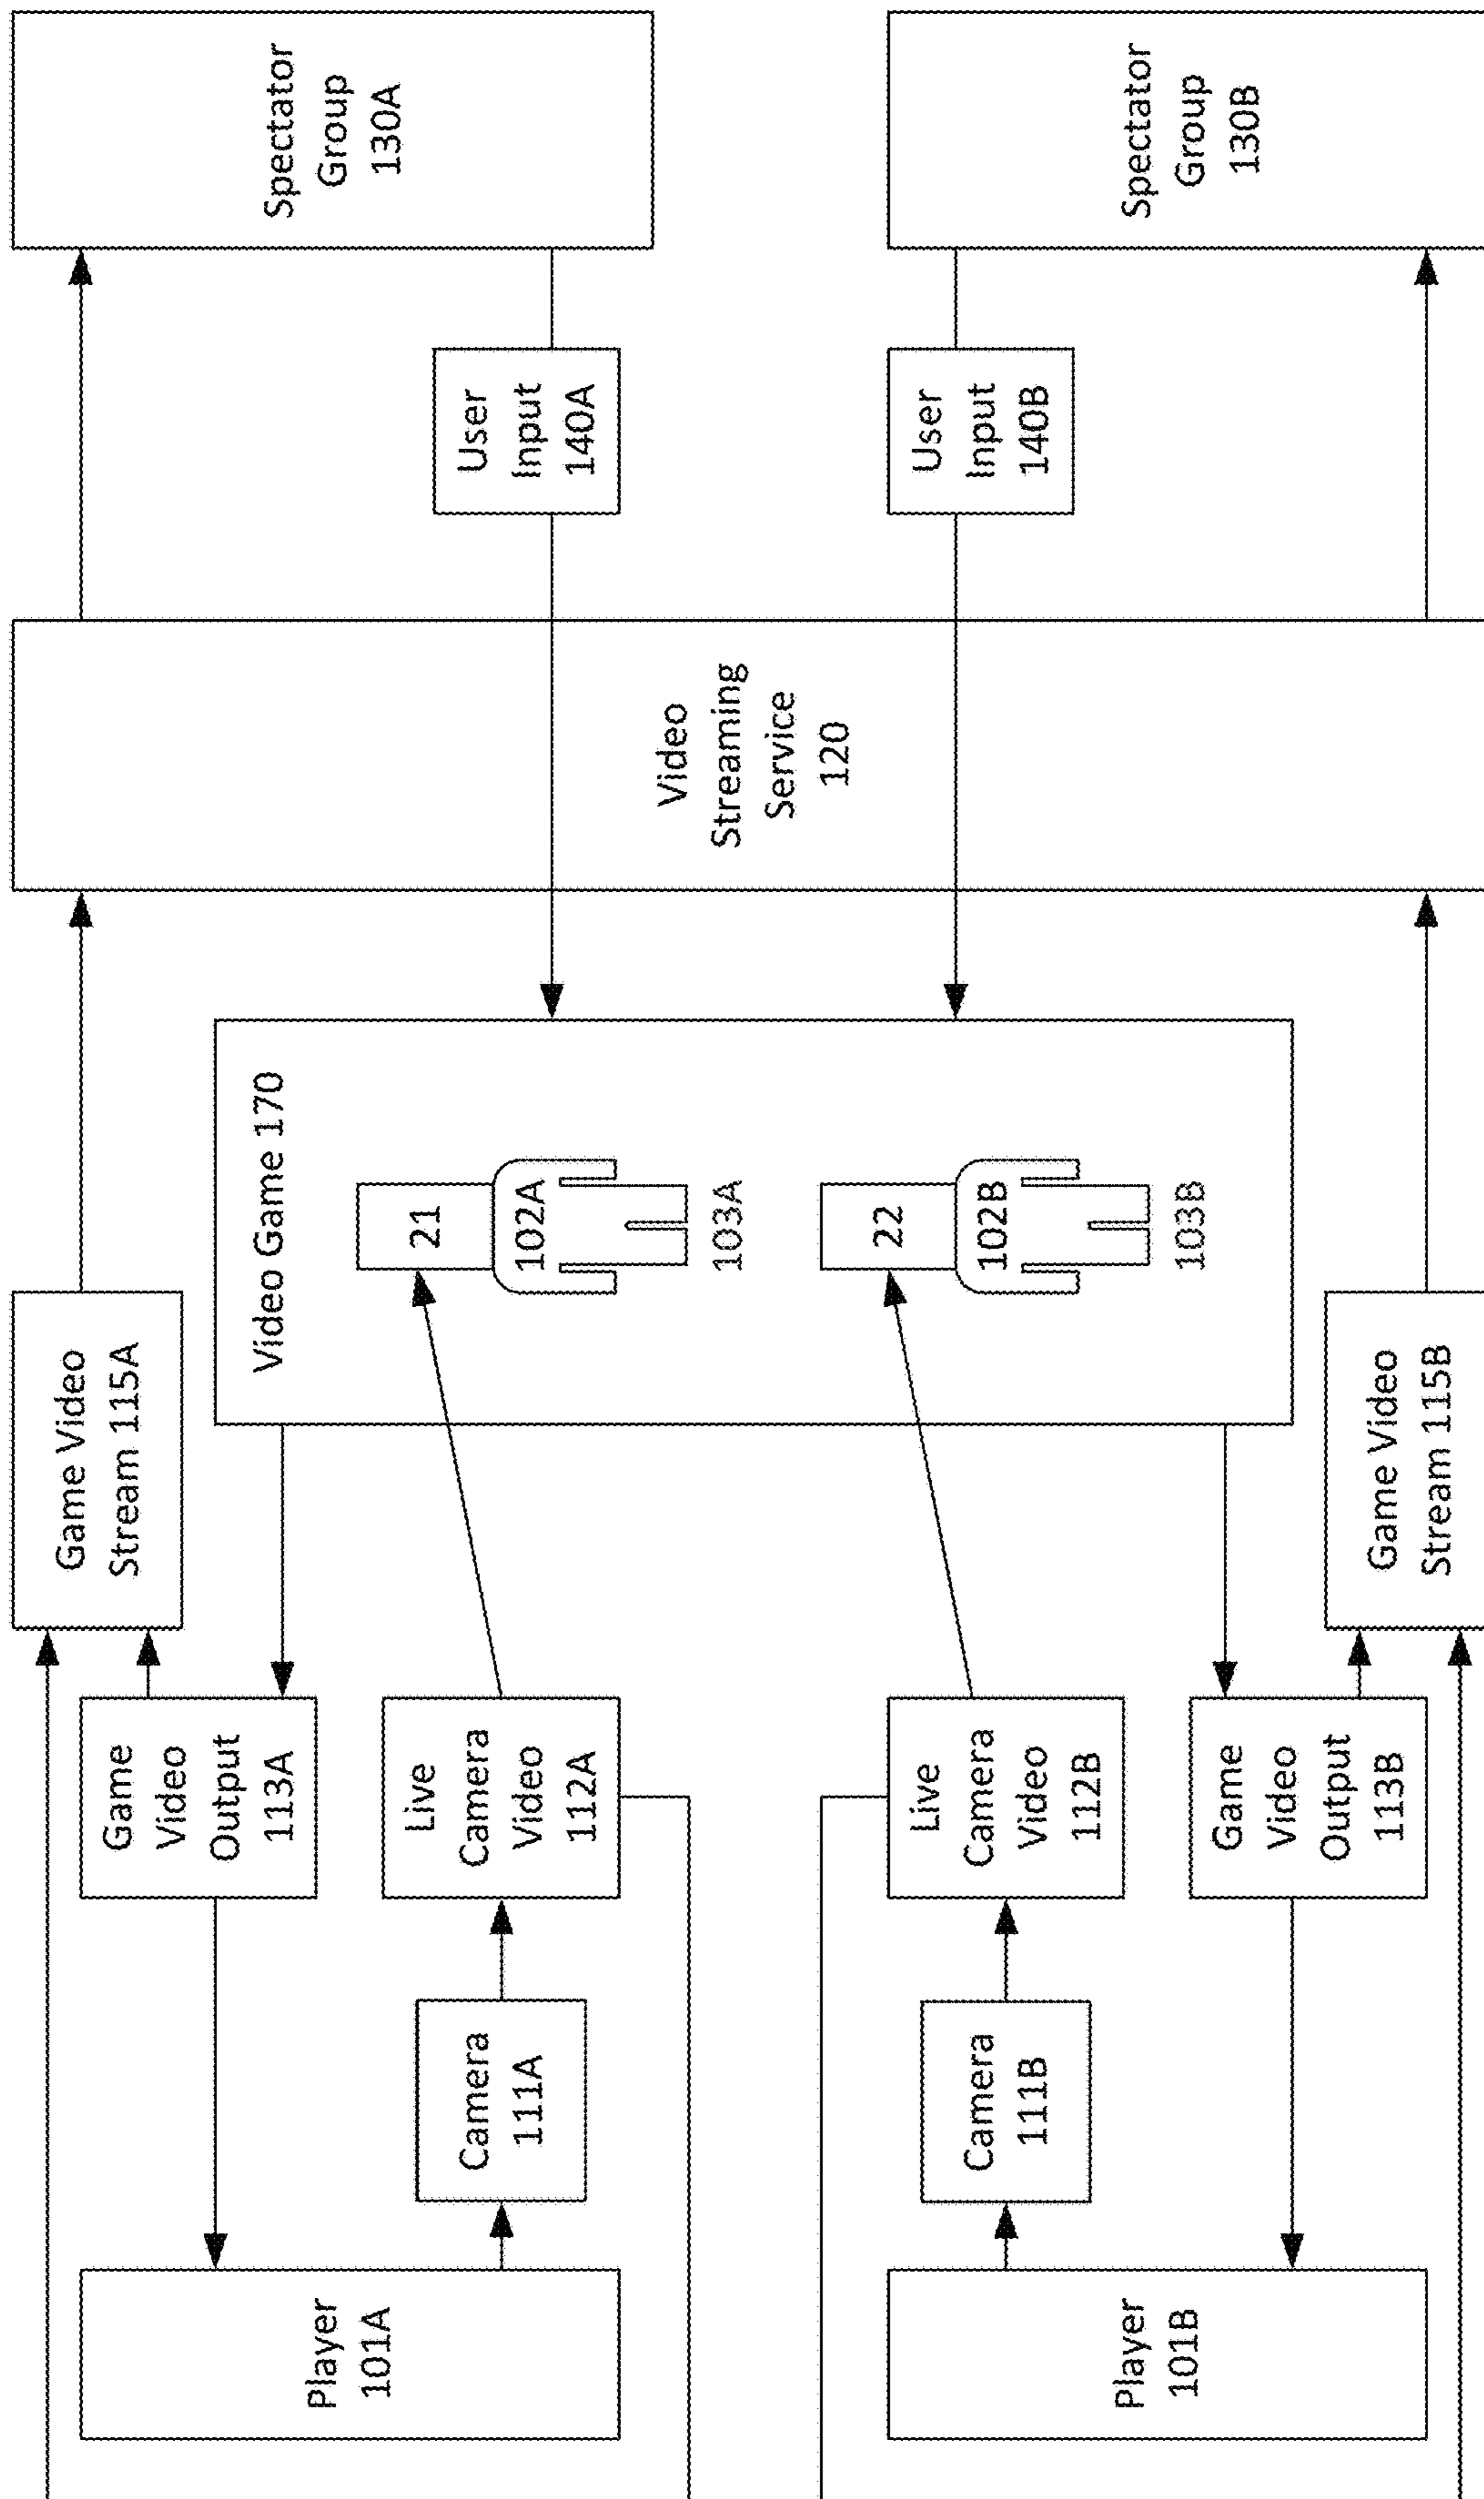 Player
101A
Camera
111A
Game
Video
Output
113A
Live
Camera
Video
112A
Game Video
Stream 115A
Video Game 170
21
102A
103A
Video
Streaming
Service
120
User
Input
140A
Spectator
Group
130A
Player
101B
Camera
111B
Live
Camera
Video
112B
Game
Video
Output
113B
22
102B
103B
Game Video
Stream 115B
User
Input
140B
Spectator
Group
130B